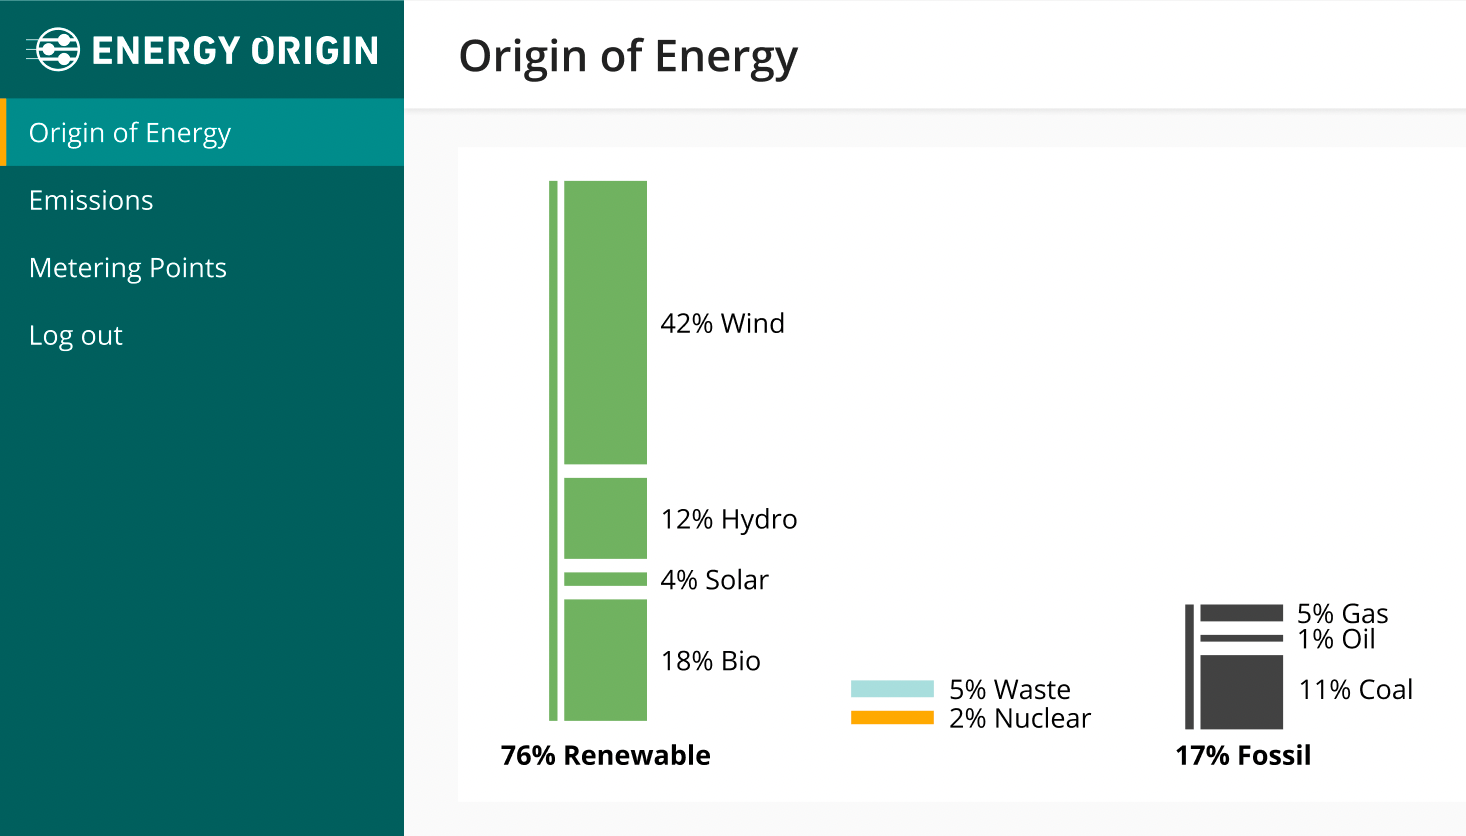 ENERGY ORIGIN
Origin of Energy
Emissions
Metering Points
Log out
Origin of Energy
42% Wind
12% Hydro
4% Solar
18% Bio
76% Renewable
5% Waste
2% Nuclear
5% Gas
1% Oil
11% Coal
17% Fossil